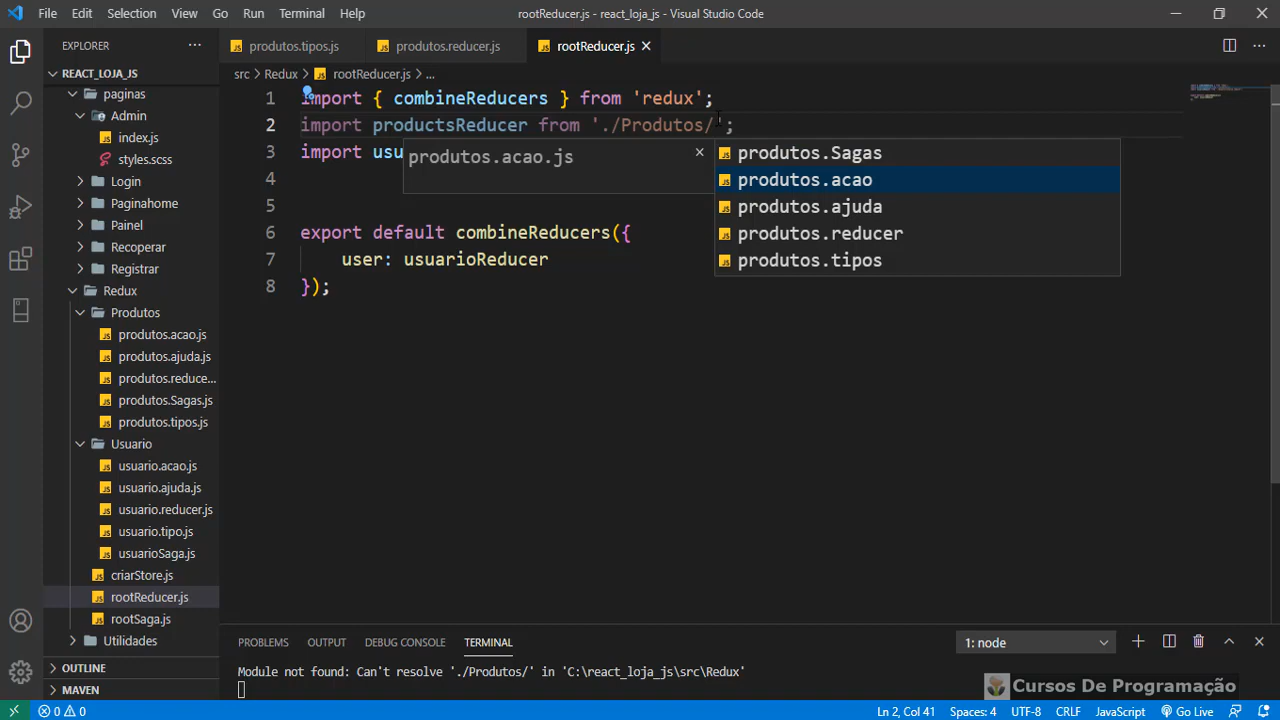 File Edit Selection View Go Run Terminal Help rootReducer.js - react_loja_js - Visual Studio Code
EXPLORER
produtos.tipos.js produtos.reducer.js rootReducer.js
REACT_LOJA_JS
src Redux rootReducer.js ...
paginas
Admin
index.js
styles.scss
Login
Paginahome
Painel
Recoperar
Registrar
Redux
Produtos
produtos.acao.js
produtos.ajuda.js
produtos.reduce...
produtos.Sagas.js
produtos.tipos.js
Usuario
usuario.acao.js
usuario.ajuda.js
usuario.reducer.js
usuario.tipo.js
usuarioSaga.js
criarStore.js
rootReducer.js
rootSaga.js
Utilidades
OUTLINE
MAVEN
1 import { combineReducers } from 'redux';
2 import productsReducer from './Produtos/';
3 import usu
4
5
6 export default combineReducers({
7 user: usuarioReducer
8 });
produtos.acao.js
produtos.Sagas
produtos.acao
produtos.ajuda
produtos.reducer
produtos.tipos
PROBLEMS OUTPUT DEBUG CONSOLE TERMINAL 1: node
Module not found: Can't resolve './Produtos/' in 'C:\react_loja_js\src\Redux'
Cursos De Programação
0 0 Ln 2, Col 41 Spaces: 4 UTF-8 CRLF JavaScript Go Live